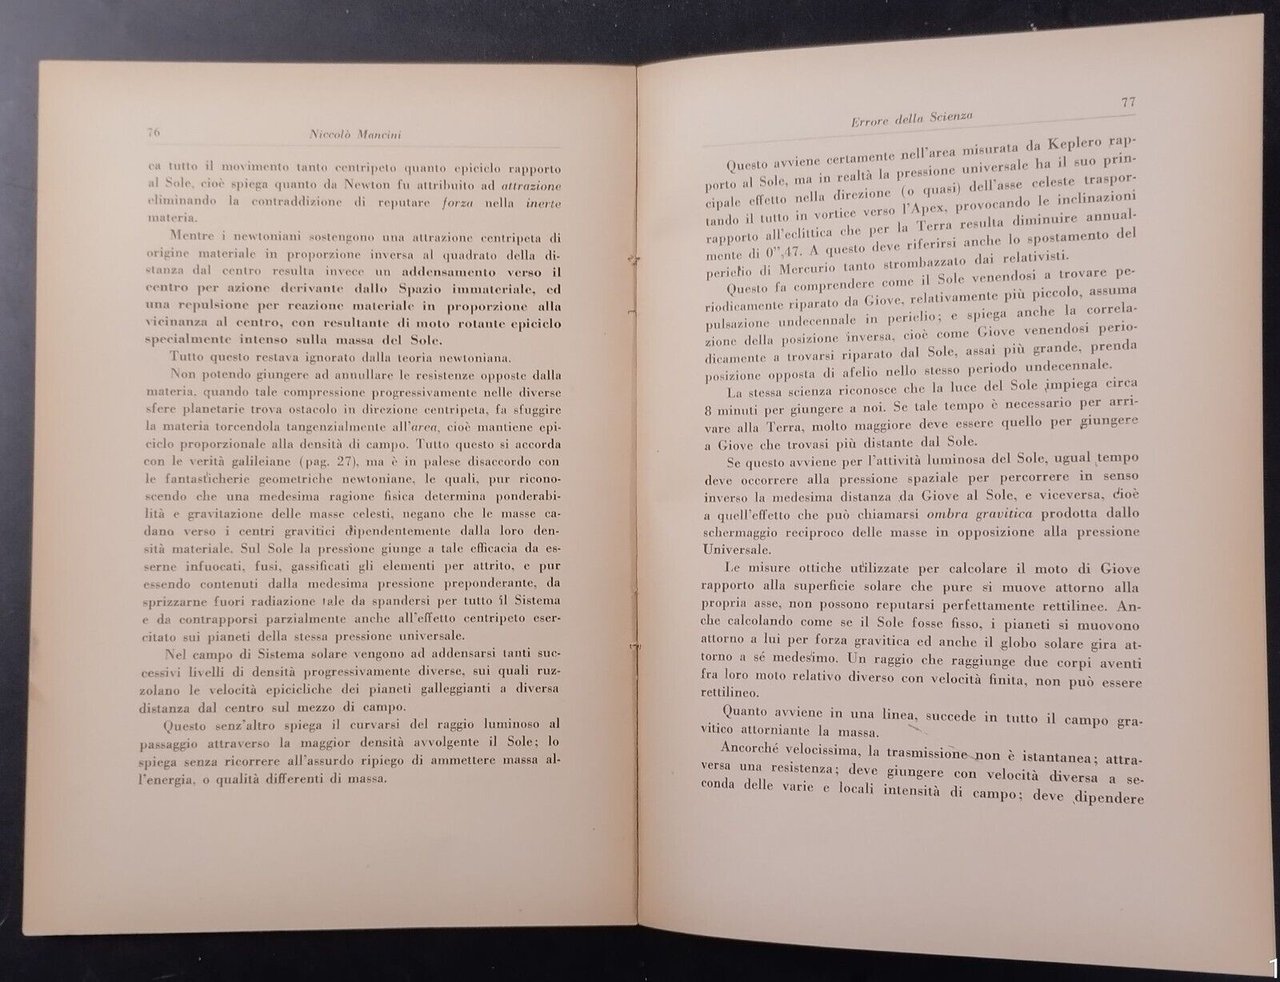 76
Niccolò Mancini
ca tutto il movimento tanto centripeto quanto epiciclo rapporto
al Sole, cioè spiega quanto da Newton fu attribuito ad attrazione
eliminando la contraddizione di reputare forza nella inerte
materia.
Mentre i newtoniani sostengono una attrazione centripeta di
origine materiale in proporzione inversa al quadrato della di-
stanza dal centro resulta invece un addensamento verso il
centro per azione derivante dallo Spazio immateriale, ed
una repulsione per reazione materiale in proporzione alla
vicinanza al centro, con resultante di moto rotante epiciclo
specialmente intenso sulla massa del Sole.
Tutto questo restava ignorato dalla teoria newtoniana.
Non potendo giungere ad annullare le resistenze opposte dalla
materia, quando tale compressione progressivamente nelle diverse
sfere planetarie trova ostacolo in direzione centripeta, fa sfuggire
la materia torcendola tangenzialmente all'area, cioè mantiene epi-
ciclo proporzionale alla densità di campo. Tutto questo si accorda
con le verità galileiane (pag. 27), ma è in palese disaccordo con
le fantasticherie geometriche newtoniane, le quali, pur ricono-
scendo che una medesima ragione fisica determina ponderabi-
lità e gravitazione delle masse celesti, negano che le masse ca-
dano verso i centri gravitici dipendentemente dalla loro den-
sità materiale. Sul Sole la pressione giunge a tale efficacia da es-
serne infuocati, fusi, gassificati gli elementi per attrito, e pur
essendo contenuti dalla medesima pressione preponderante, da
sprizzarne fuori radiazione tale da spandersi per tutto il Sistema
e da contrapporsi parzialmente anche all'effetto centripeto eser-
citato sui pianeti della stessa pressione universale.
Nel campo di Sistema solare vengono ad addensarsi tanti suc-
cessivi livelli di densità progressivamente diverse, sui quali ruz-
zolano le velocità epicicliche dei pianeti galleggianti a diversa
distanza dal centro sul mezzo di campo.
Questo senz'altro spiega il curvarsi del raggio luminoso al
passaggio attraverso la maggior densità avvolgente il Sole; lo
spiega senza ricorrere all'assurdo ripiego di ammettere massa al-
l'energia, o qualità differenti di massa.
77
Errore della Scienza
Questo avviene certamente nell'area misurata da Keplero rap-
porto al Sole, ma in realtà la pressione universale ha il suo prin-
cipale effetto nella direzione (o quasi) dell'asse celeste traspor-
tando il tutto in vortice verso l'Apex, provocando le inclinazioni
rapporto all'eclittica che per la Terra resulta diminuire annual-
mente di 0",47. A questo deve riferirsi anche lo spostamento del
perielio di Mercurio tanto strombazzato dai relativisti.
Questo fa comprendere come il Sole venendosi a trovare pe-
riodicamente riparato da Giove, relativamente più piccolo, assuma
pulsazione undecennale in perielio; e spiega anche la correla-
zione della posizione inversa, cioè come Giove venendosi perio-
dicamente a trovarsi riparato dal Sole, assai più grande, prenda
posizione opposta di afelio nello stesso periodo undecennale.
La stessa scienza riconosce che la luce del Sole impiega circa
8 minuti per giungere a noi. Se tale tempo è necessario per arri-
vare alla Terra, molto maggiore deve essere quello per giungere
a Giove che trovasi più distante dal Sole.
Se questo avviene per l'attività luminosa del Sole, ugual tempo
deve occorrere alla pressione spaziale per percorrere in senso
inverso la medesima distanza da Giove al Sole, e viceversa, cioè
a quell'effetto che può chiamarsi ombra gravitica prodotta dallo
schermaggio reciproco delle masse in opposizione alla pressione
Universale.
Le misure ottiche utilizzate per calcolare il moto di Giove
rapporto alla superficie solare che pure si muove attorno alla
propria asse, non possono reputarsi perfettamente rettilinee. An-
che calcolando come se il Sole fosse fisso, i pianeti si muovono
attorno a lui per forza gravitica ed anche il globo solare gira at-
torno a sé medesimo. Un raggio che raggiunge due corpi aventi
fra loro moto relativo diverso con velocità finita, non può essere
rettilineo.
Quanto avviene in una linea, succede in tutto il campo gra-
vitico attorniante la massa.
Ancorché velocissima, la trasmissione non è istantanea; attra-
versa una resistenza; deve giungere con velocità diversa a se-
conda delle varie e locali intensità di campo; deve dipendere
1